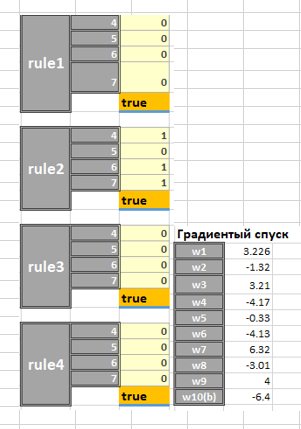 rule1
4 0
5 0
6 0
7 0
true
rule2
4 1
5 0
6 1
7 1
true
rule3
4 0
5 0
6 0
7 0
true
rule4
4 0
5 0
6 0
7 0
true
Градиентый спуск
w1 3.226
w2 -1.32
w3 3.21
w4 -4.17
w5 -0.33
w6 -4.13
w7 6.32
w8 -3.01
w9 4
w10(b) -6.4